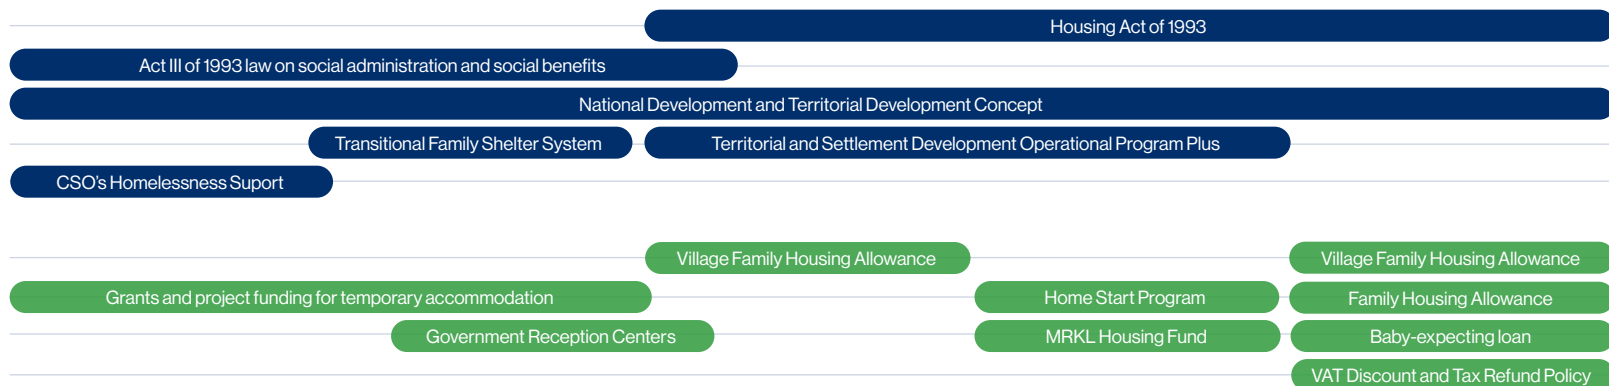 Housing Act of 1993
Act III of 1993 law on social administration and social benefits
National Development and Territorial Development Concept
Transitional Family Shelter System
Territorial and Settlement Development Operational Program Plus
CSO's Homelessness Suport
Village Family Housing Allowance
Village Family Housing Allowance
Grants and project funding for temporary accommodation
Home Start Program
Family Housing Allowance
Government Reception Centers
MRKL Housing Fund
Baby-expecting loan
VAT Discount and Tax Refund Policy